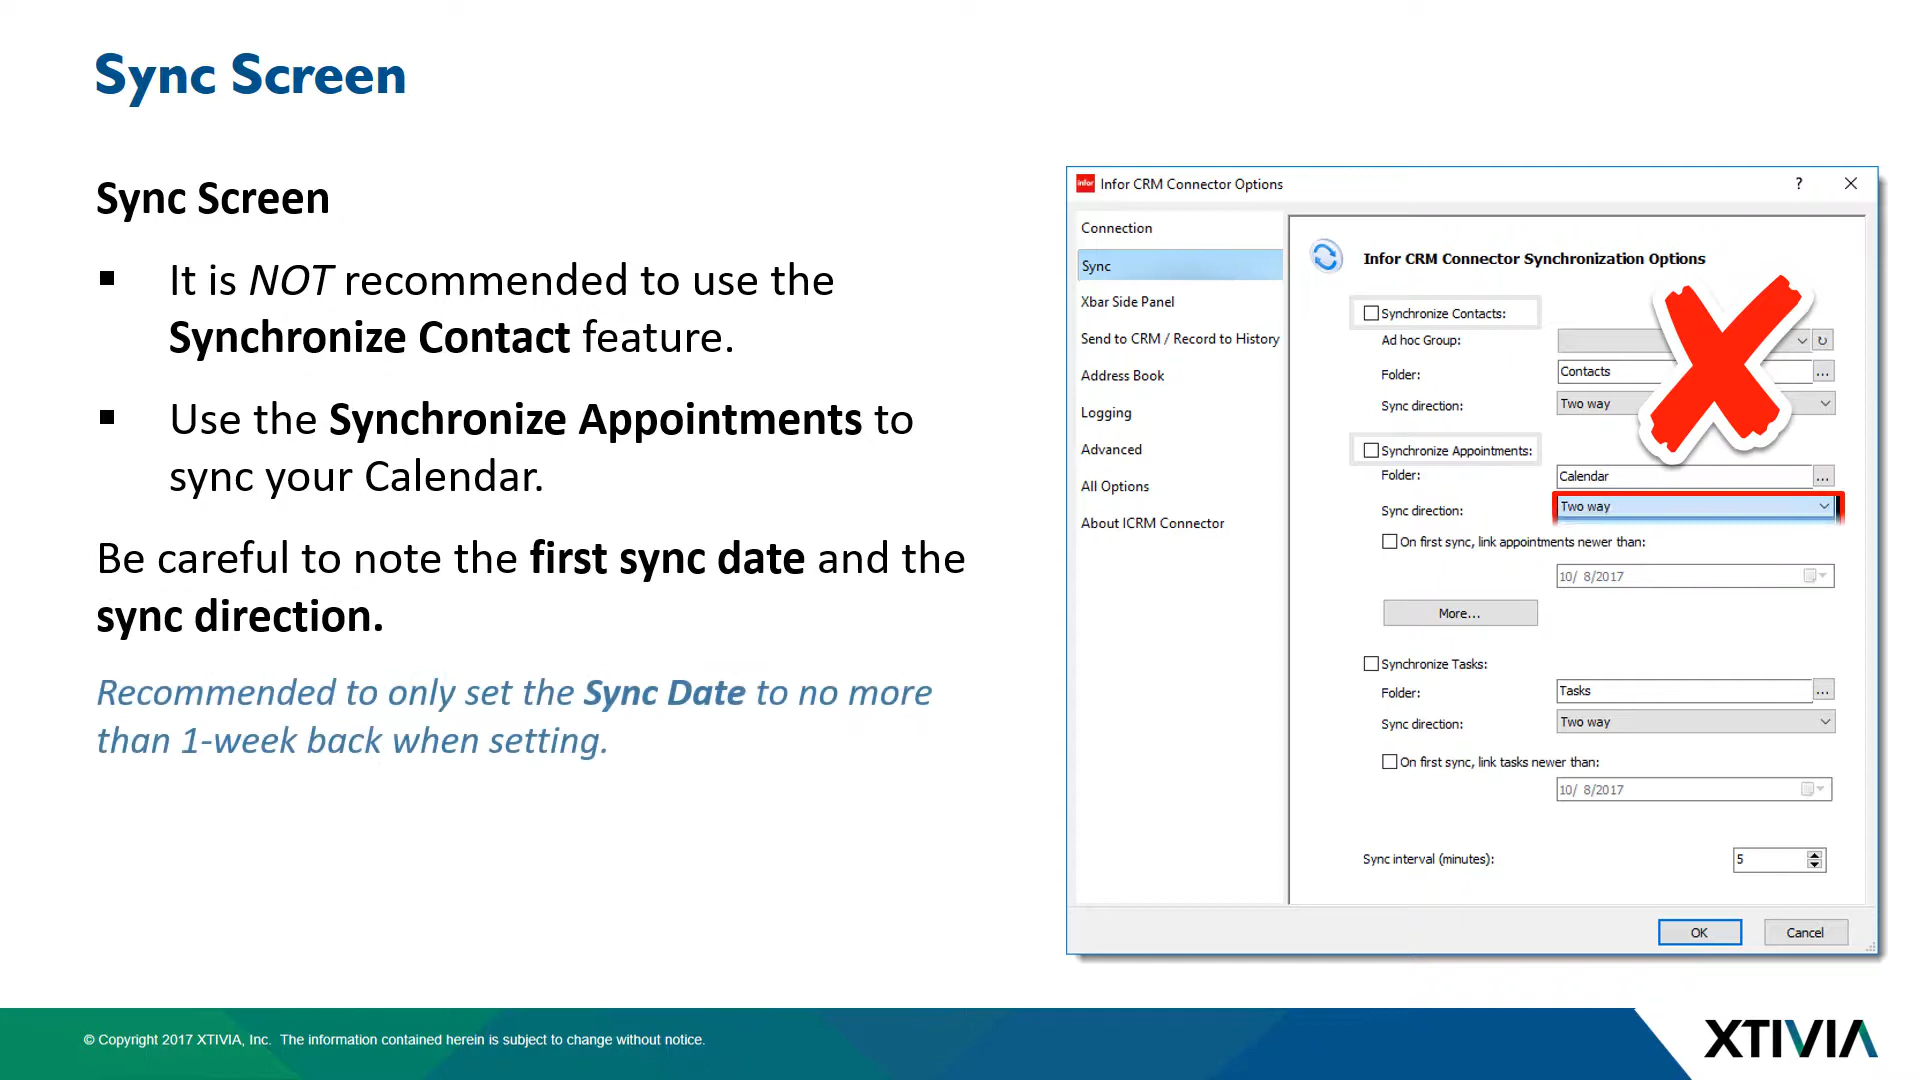 Sync Screen
Sync Screen
▪ It is NOT recommended to use the
Synchronize Contact feature.
▪ Use the Synchronize Appointments to
sync your Calendar.
Be careful to note the first sync date and the
sync direction.
Recommended to only set the Sync Date to no more
than 1-week back when setting.
infor Infor CRM Connector Options ?
Connection
Sync
Xbar Side Panel
Send to CRM / Record to History
Address Book
Logging
Advanced
All Options
About ICRM Connector
Infor CRM Connector Synchronization Options
Synchronize Contacts:
Ad hoc Group:
Folder: Contacts ...
Sync direction: Two way
Synchronize Appointments:
Folder: Calendar ...
Sync direction: Two way
On first sync, link appointments newer than:
10/ 8/2017
More...
Synchronize Tasks:
Folder: Tasks ...
Sync direction: Two way
On first sync, link tasks newer than:
10/ 8/2017
Sync interval (minutes): 5
OK Cancel
© Copyright 2017 XTIVIA, Inc. The information contained herein is subject to change without notice.
XTIVIA